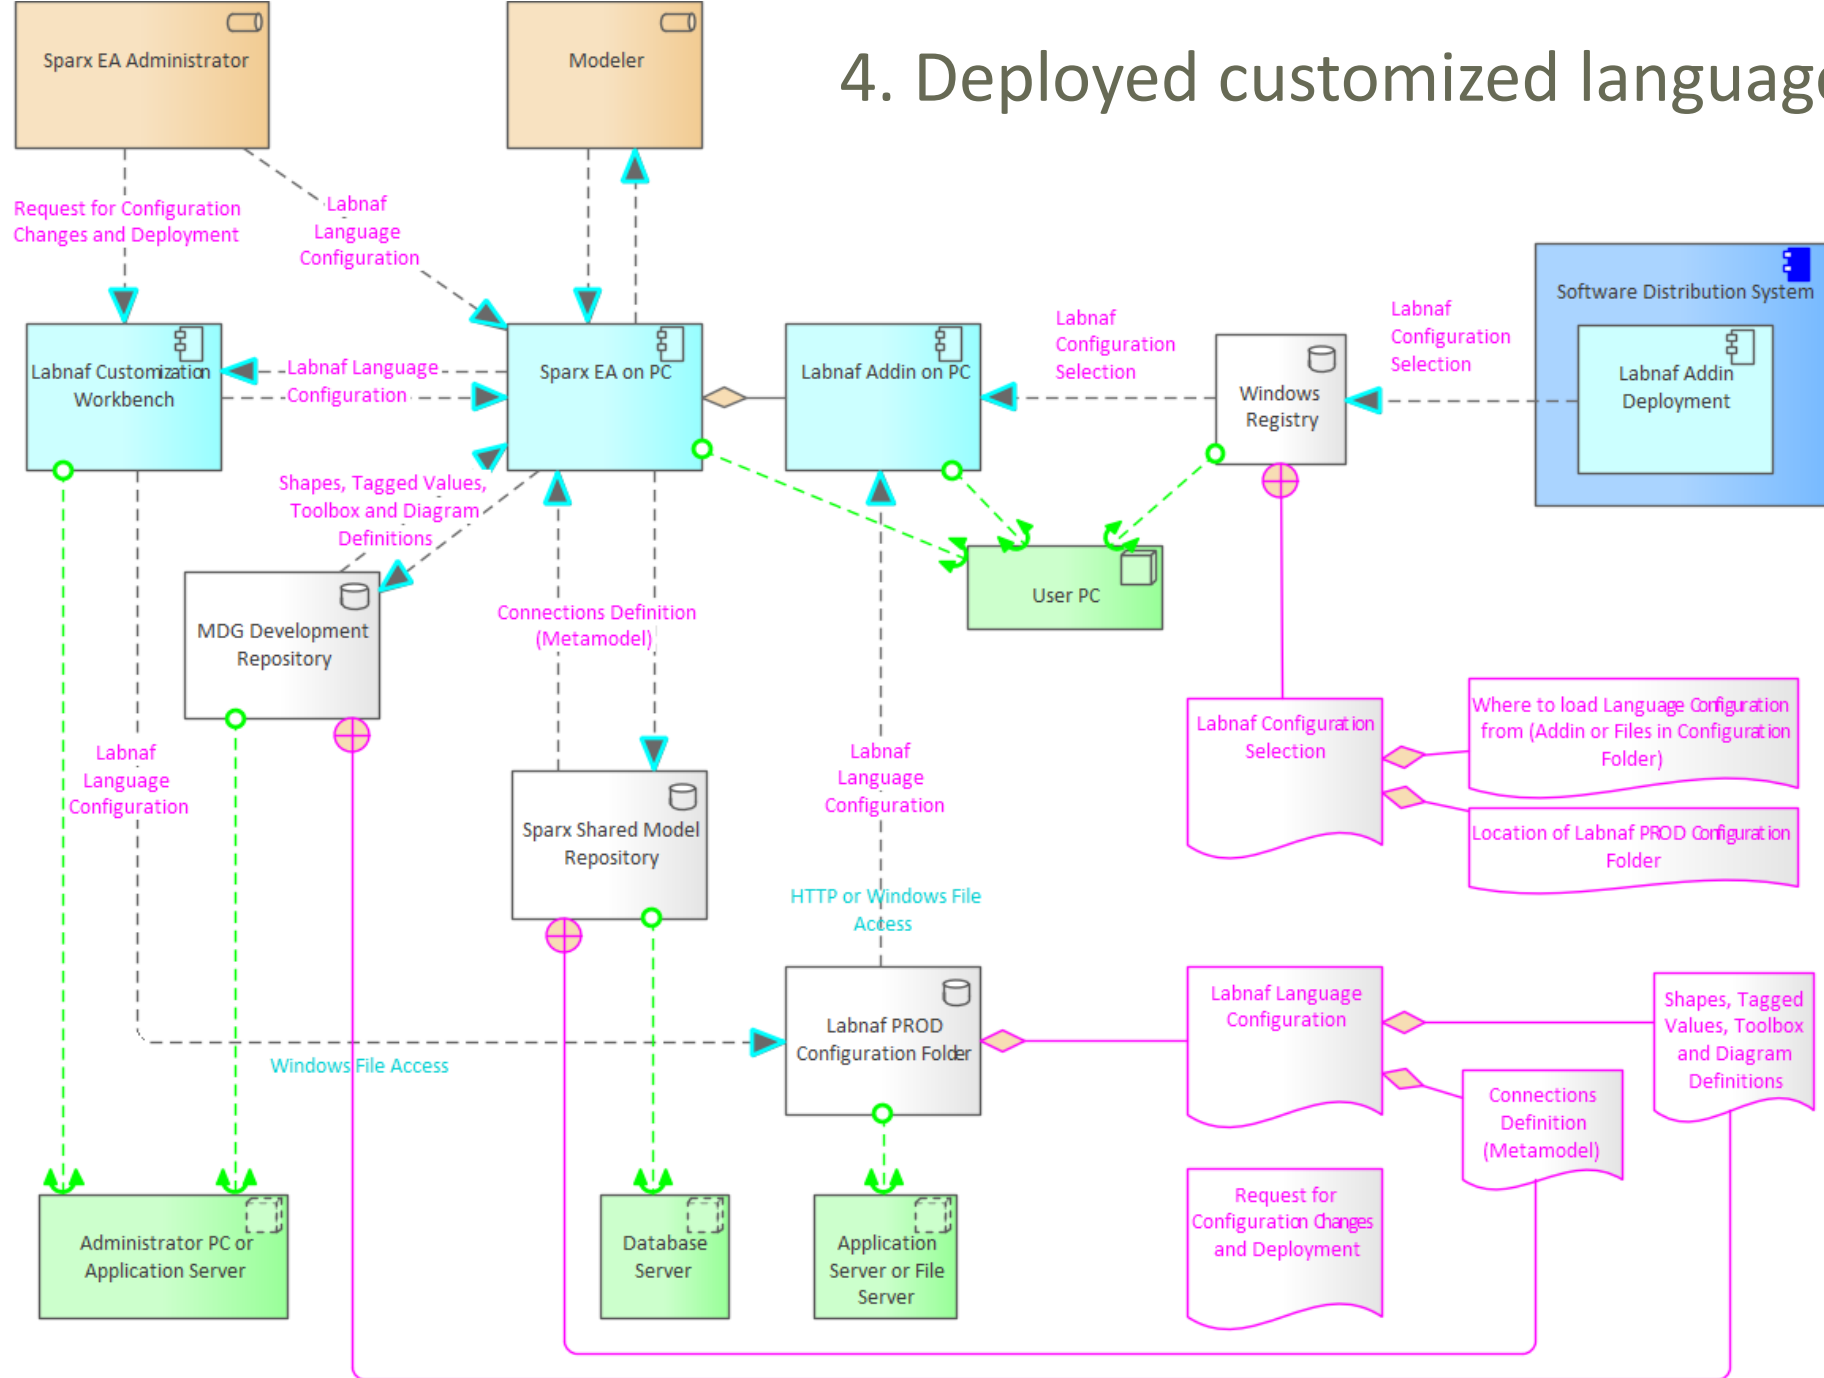 4. Deployed customized language
Sparx EA Administrator
Modeler
Request for Configuration
Changes and Deployment
Labnaf
Language
Configuration
Software Distribution System
Labnaf Addin
Deployment
Labnaf
Configuration
Selection
Labnaf
Configuration
Selection
Labnaf Customization
Workbench
Labnaf Language
Configuration
Sparx EA on PC
Labnaf Addin on PC
Windows
Registry
Shapes, Tagged Values,
Toolbox and Diagram
Definitions
MDG Development
Repository
Connections Definition
(Metamodel)
User PC
Labnaf
Language
Configuration
Labnaf
Language
Configuration
Labnaf Configuration
Selection
Where to load Language Configuration
from (Addin or Files in Configuration
Folder)
Location of Labnaf PROD Configuration
Folder
Sparx Shared Model
Repository
HTTP or Windows File
Access
Windows File Access
Labnaf PROD
Configuration Folder
Labnaf Language
Configuration
Shapes, Tagged
Values, Toolbox
and Diagram
Definitions
Connections
Definition
(Metamodel)
Request for
Configuration Changes
and Deployment
Administrator PC or
Application Server
Database
Server
Application
Server or File
Server